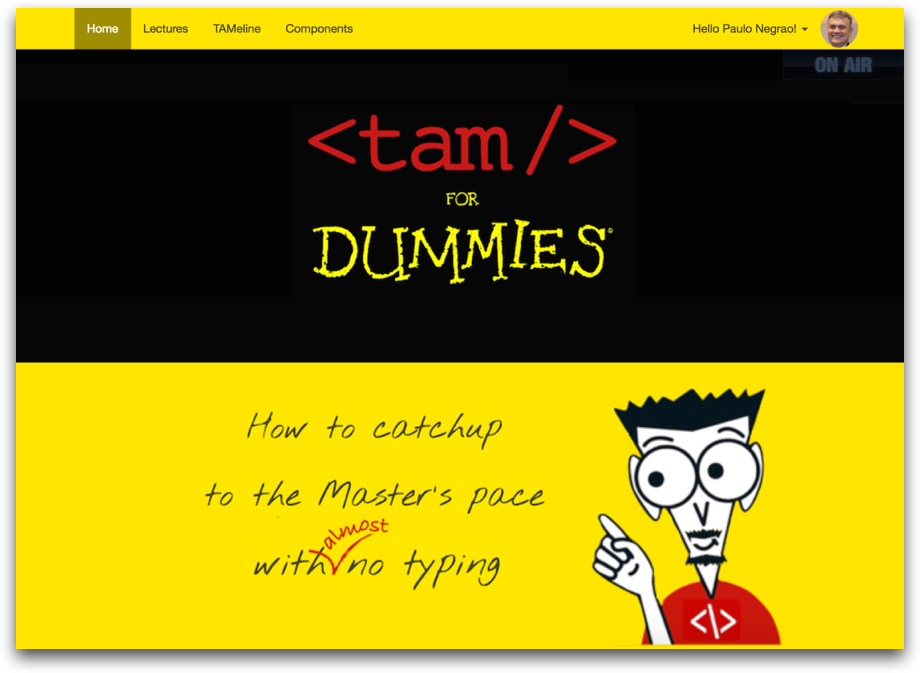 Home Lectures TAMeline Components Hello Paulo Negrao!
ON AIR
<tam/>
FOR
DUMMIES®
How to catchup
to the Master's pace
almost
with no typing
<|>